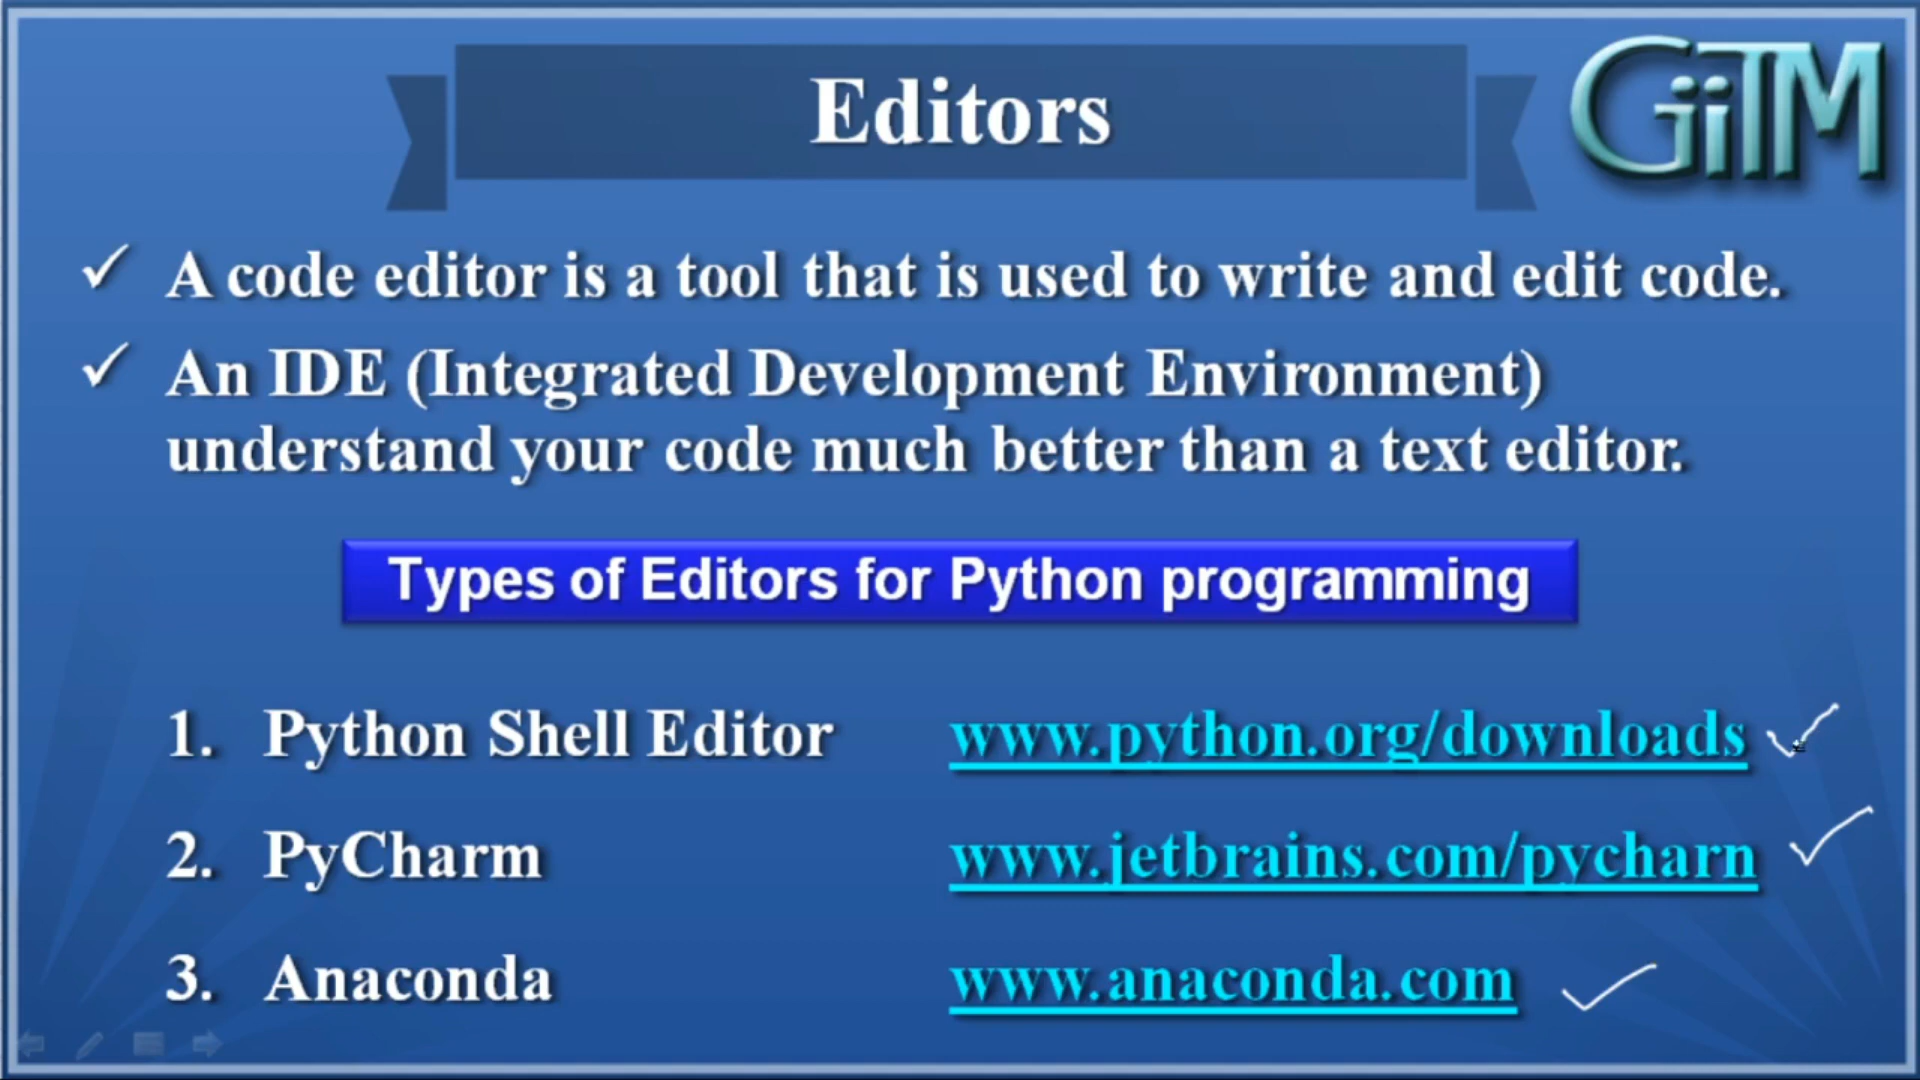 Editors
GiiTM
✓ A code editor is a tool that is used to write and edit code.
✓ An IDE (Integrated Development Environment)
understand your code much better than a text editor.
Types of Editors for Python programming
1. Python Shell Editor www.python.org/downloads
2. PyCharm www.jetbrains.com/pycharn
3. Anaconda www.anaconda.com